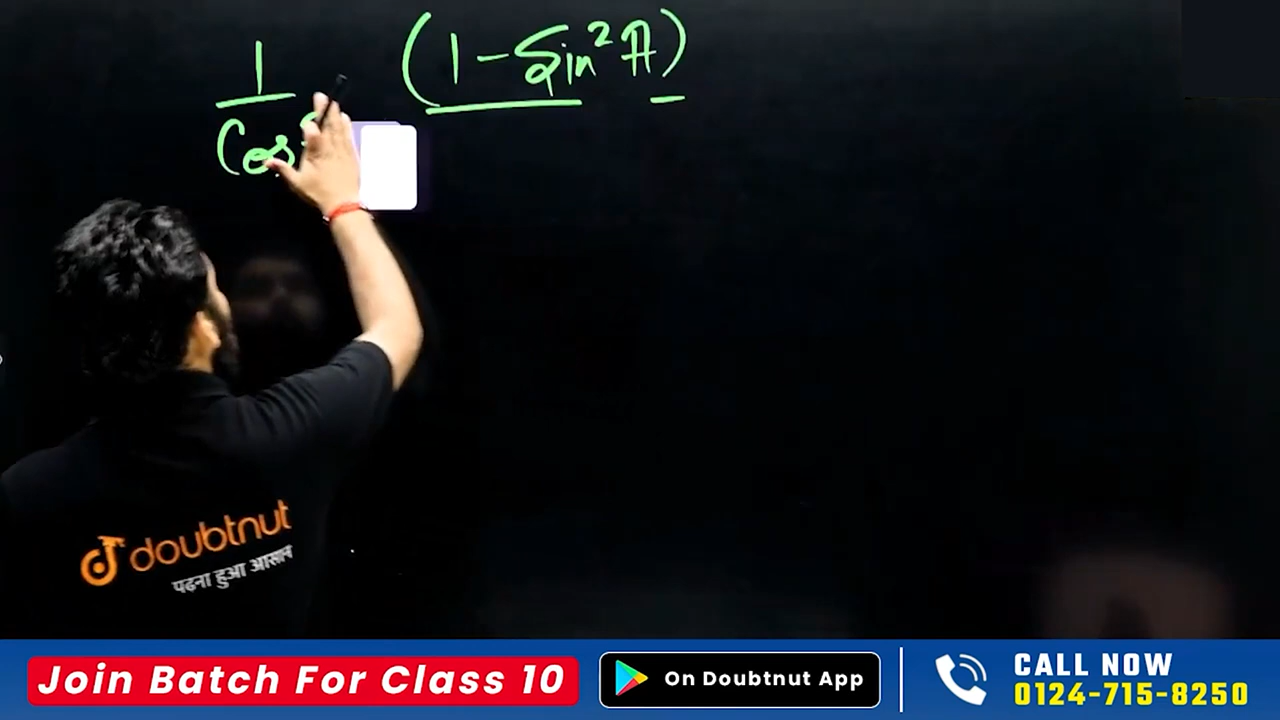 1 (1 - Sin² A)
Cos
doubtnut
पढ़ना हुआ आसान
Join Batch For Class 10
On Doubtnut App
CALL NOW
0124-715-8250